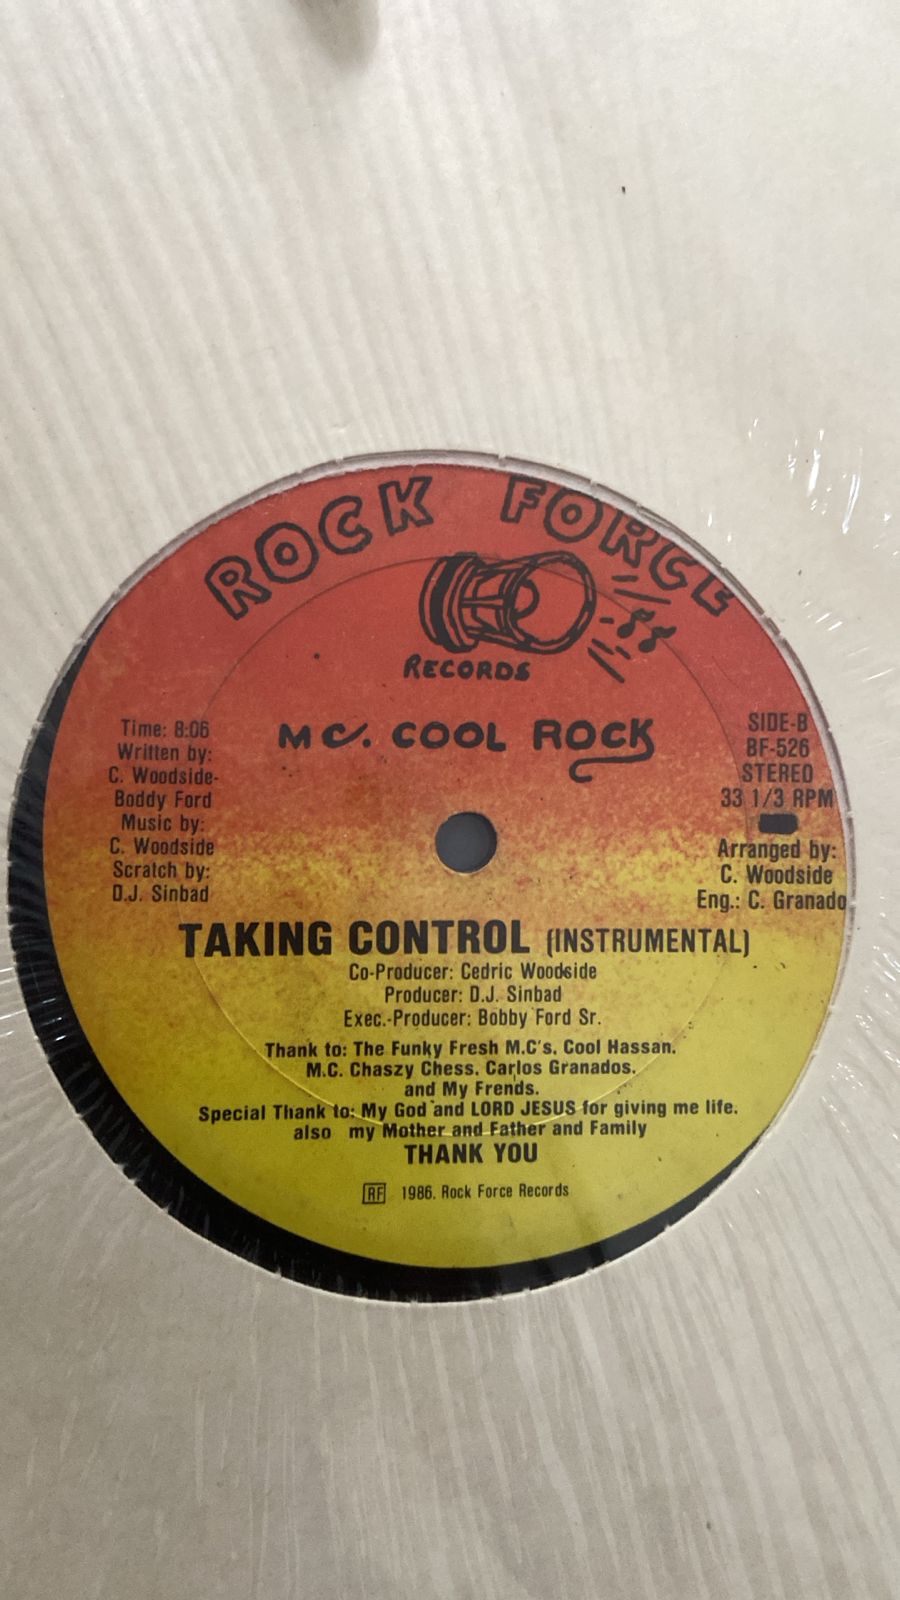 ROCK FORCE
RECORDS
MC. COOL ROCK
Time: 8:06
Written by:
C. Woodside-
Boddy Ford
Music by:
C. Woodside
Scratch by:
D.J. Sinbad
SIDE-B
BF-526
STEREO
33 1/3 RPM
Arranged by:
C. Woodside
Eng.: C. Granado
TAKING CONTROL (INSTRUMENTAL)
Co-Producer: Cedric Woodside
Producer: D.J. Sinbad
Exec.-Producer: Bobby Ford Sr.
Thank to: The Funky Fresh M.C's. Cool Hassan.
M.C. Chaszy Chess. Carlos Granados.
and My Frends.
Special Thank to: My God and LORD JESUS for giving me life.
also my Mother and Father and Family
THANK YOU
RF 1986. Rock Force Records